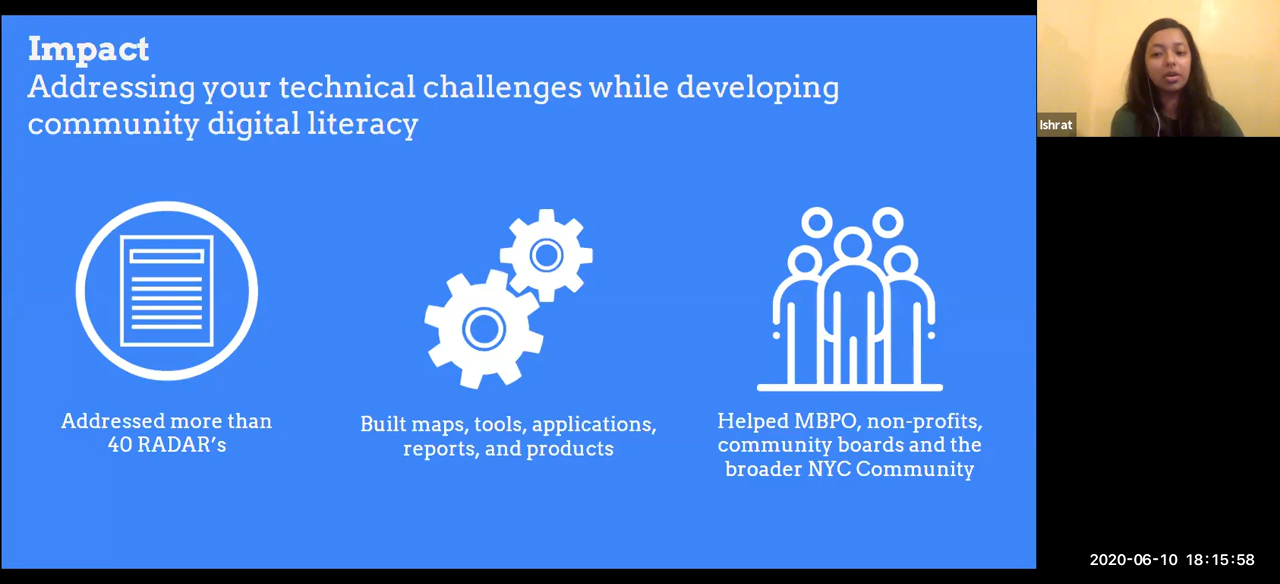 Impact
Addressing your technical challenges while developing
community digital literacy
Addressed more than
40 RADAR’s
Built maps, tools, applications,
reports, and products
Helped MBPO, non-profits,
community boards and the
broader NYC Community
Ishrat
2020-06-10 18:15:58